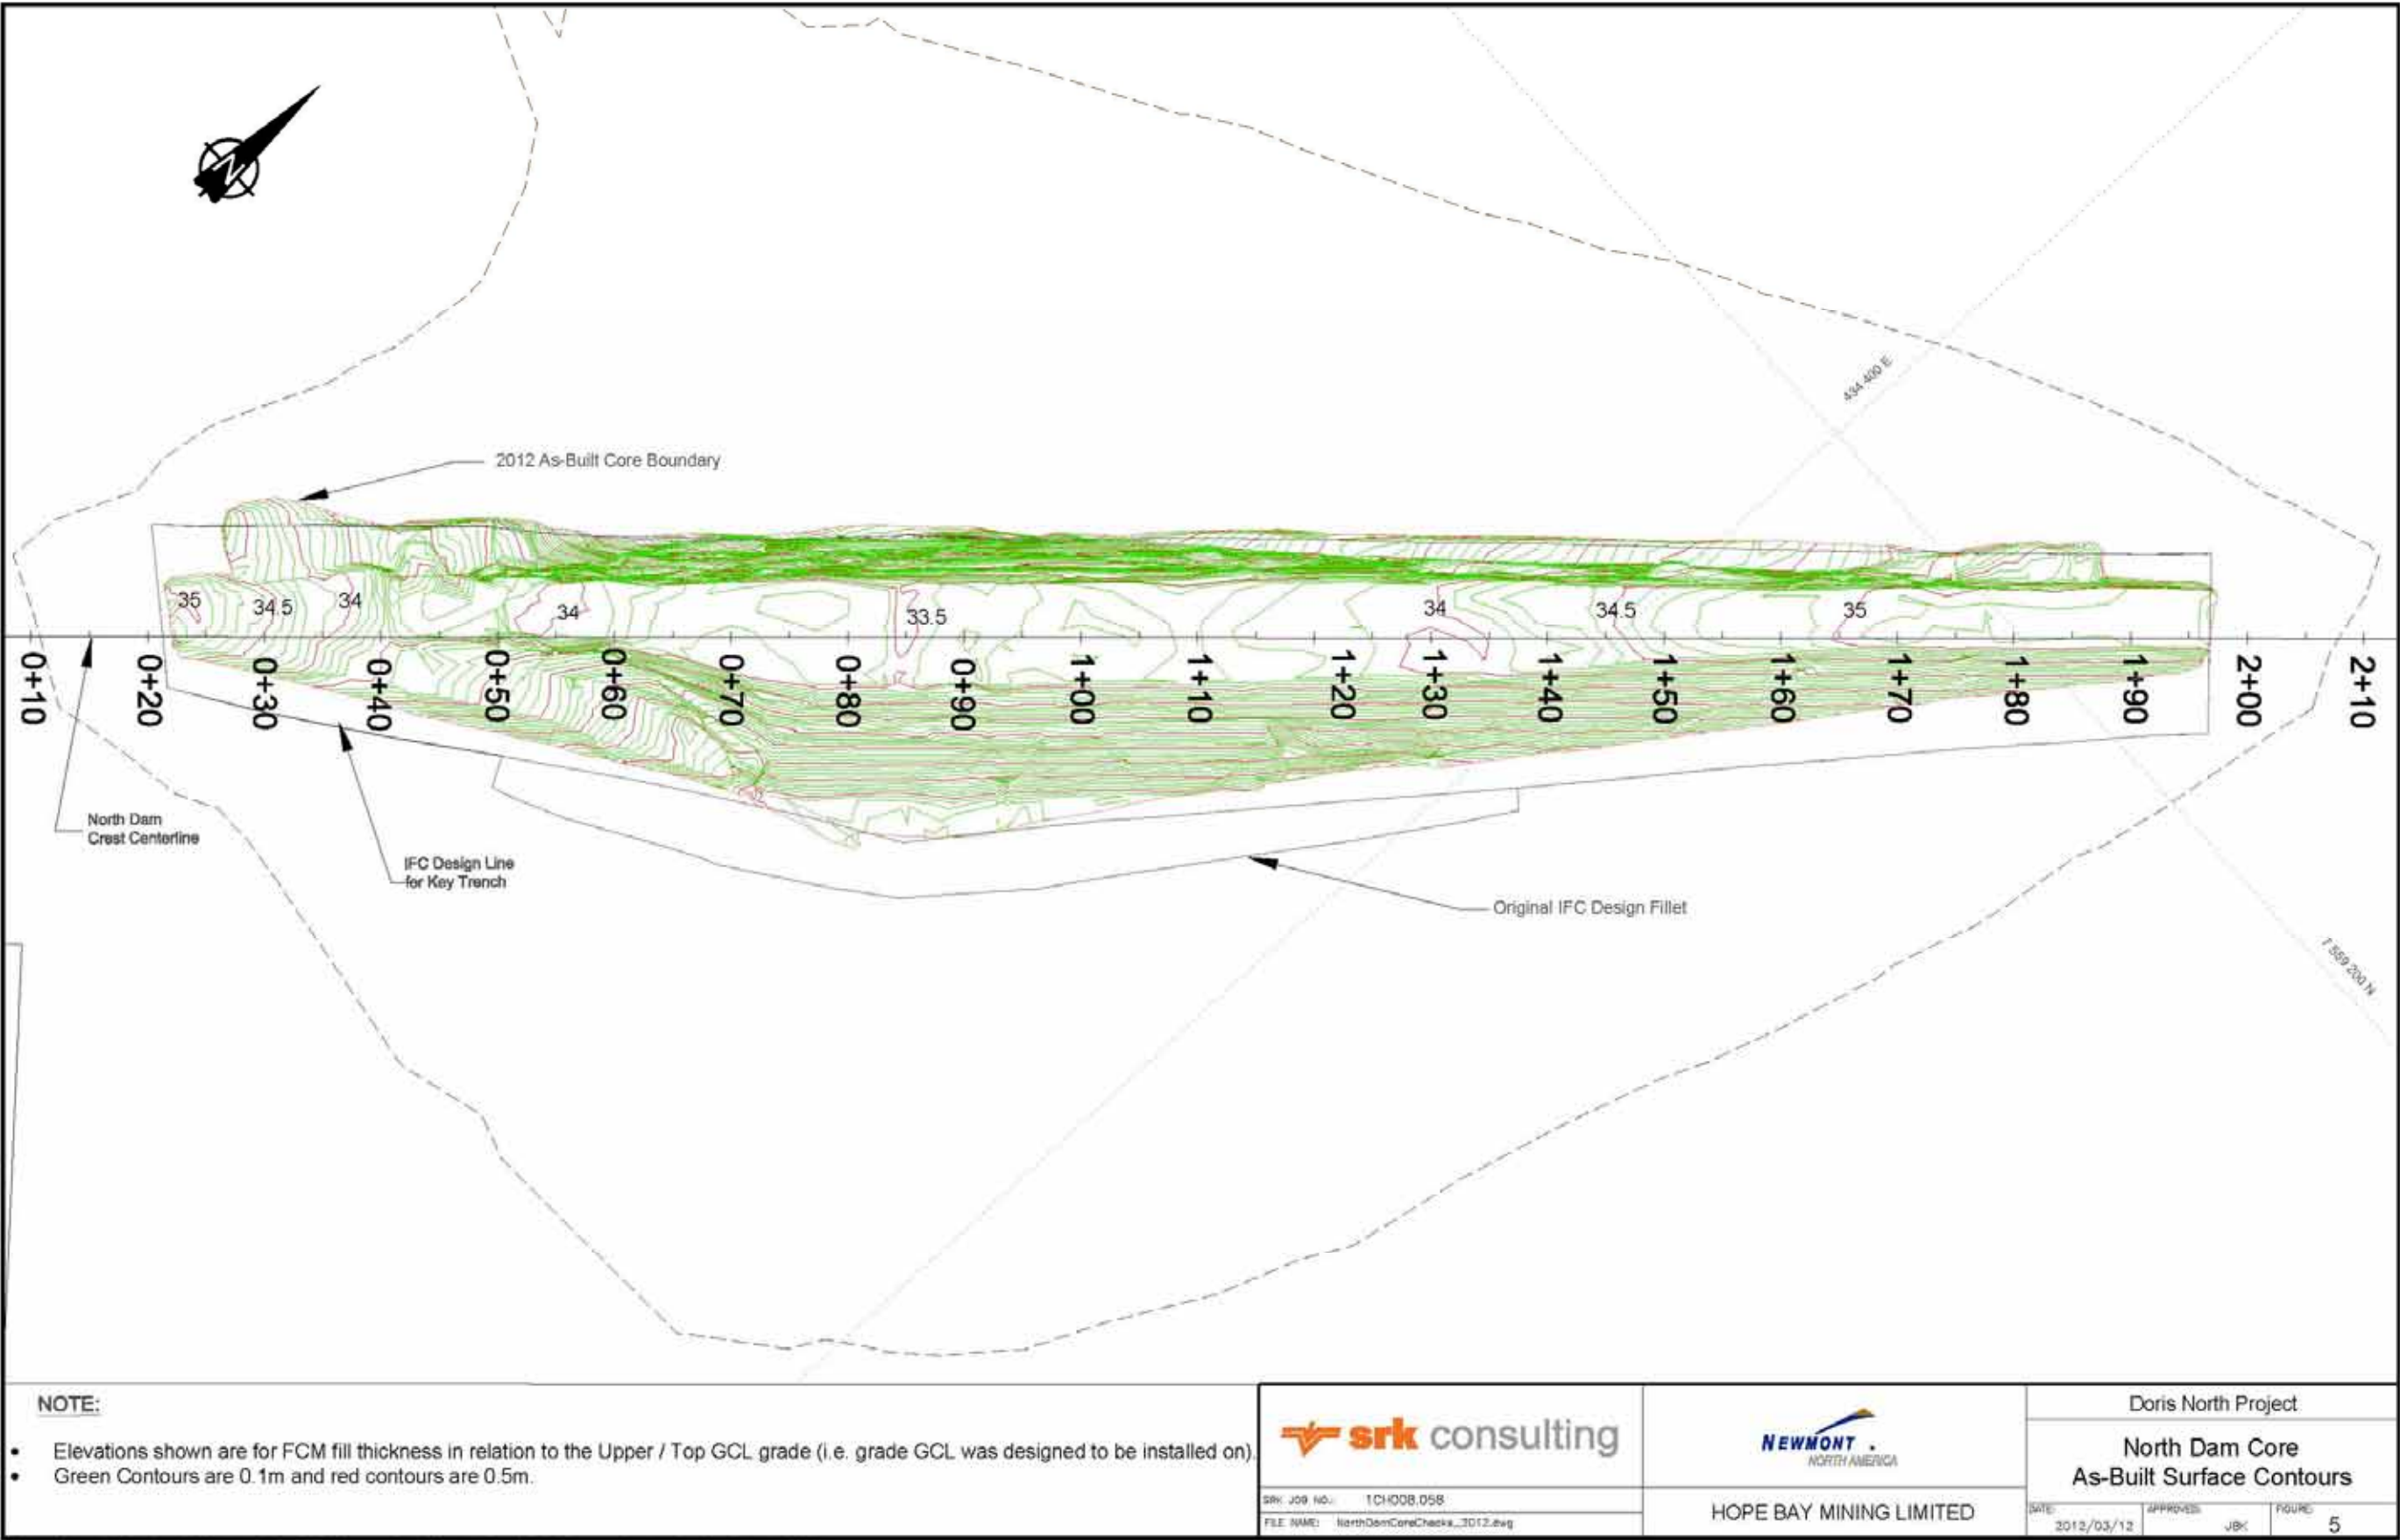 N
434 400 E
2012 As-Built Core Boundary
35
34.5
34
34
33.5
34
34.5
35
0+10
0+20
0+30
0+40
0+50
0+60
0+70
0+80
0+90
1+00
1+10
1+20
1+30
1+40
1+50
1+60
1+70
1+80
1+90
2+00
2+10
North Dam
Crest Centerline
IFC Design Line
for Key Trench
Original IFC Design Fillet
7 559 200 N
NOTE:
• Elevations shown are for FCM fill thickness in relation to the Upper / Top GCL grade (i.e. grade GCL was designed to be installed on).
• Green Contours are 0.1m and red contours are 0.5m.
srk consulting
SRK JOB NO.: 1CH008.058
FILE NAME: NorthDamCoreChecks_2012.dwg
NEWMONT.
NORTH AMERICA
HOPE BAY MINING LIMITED
Doris North Project
North Dam Core
As-Built Surface Contours
DATE: 2012/03/12
APPROVED: JBK
FIGURE: 5